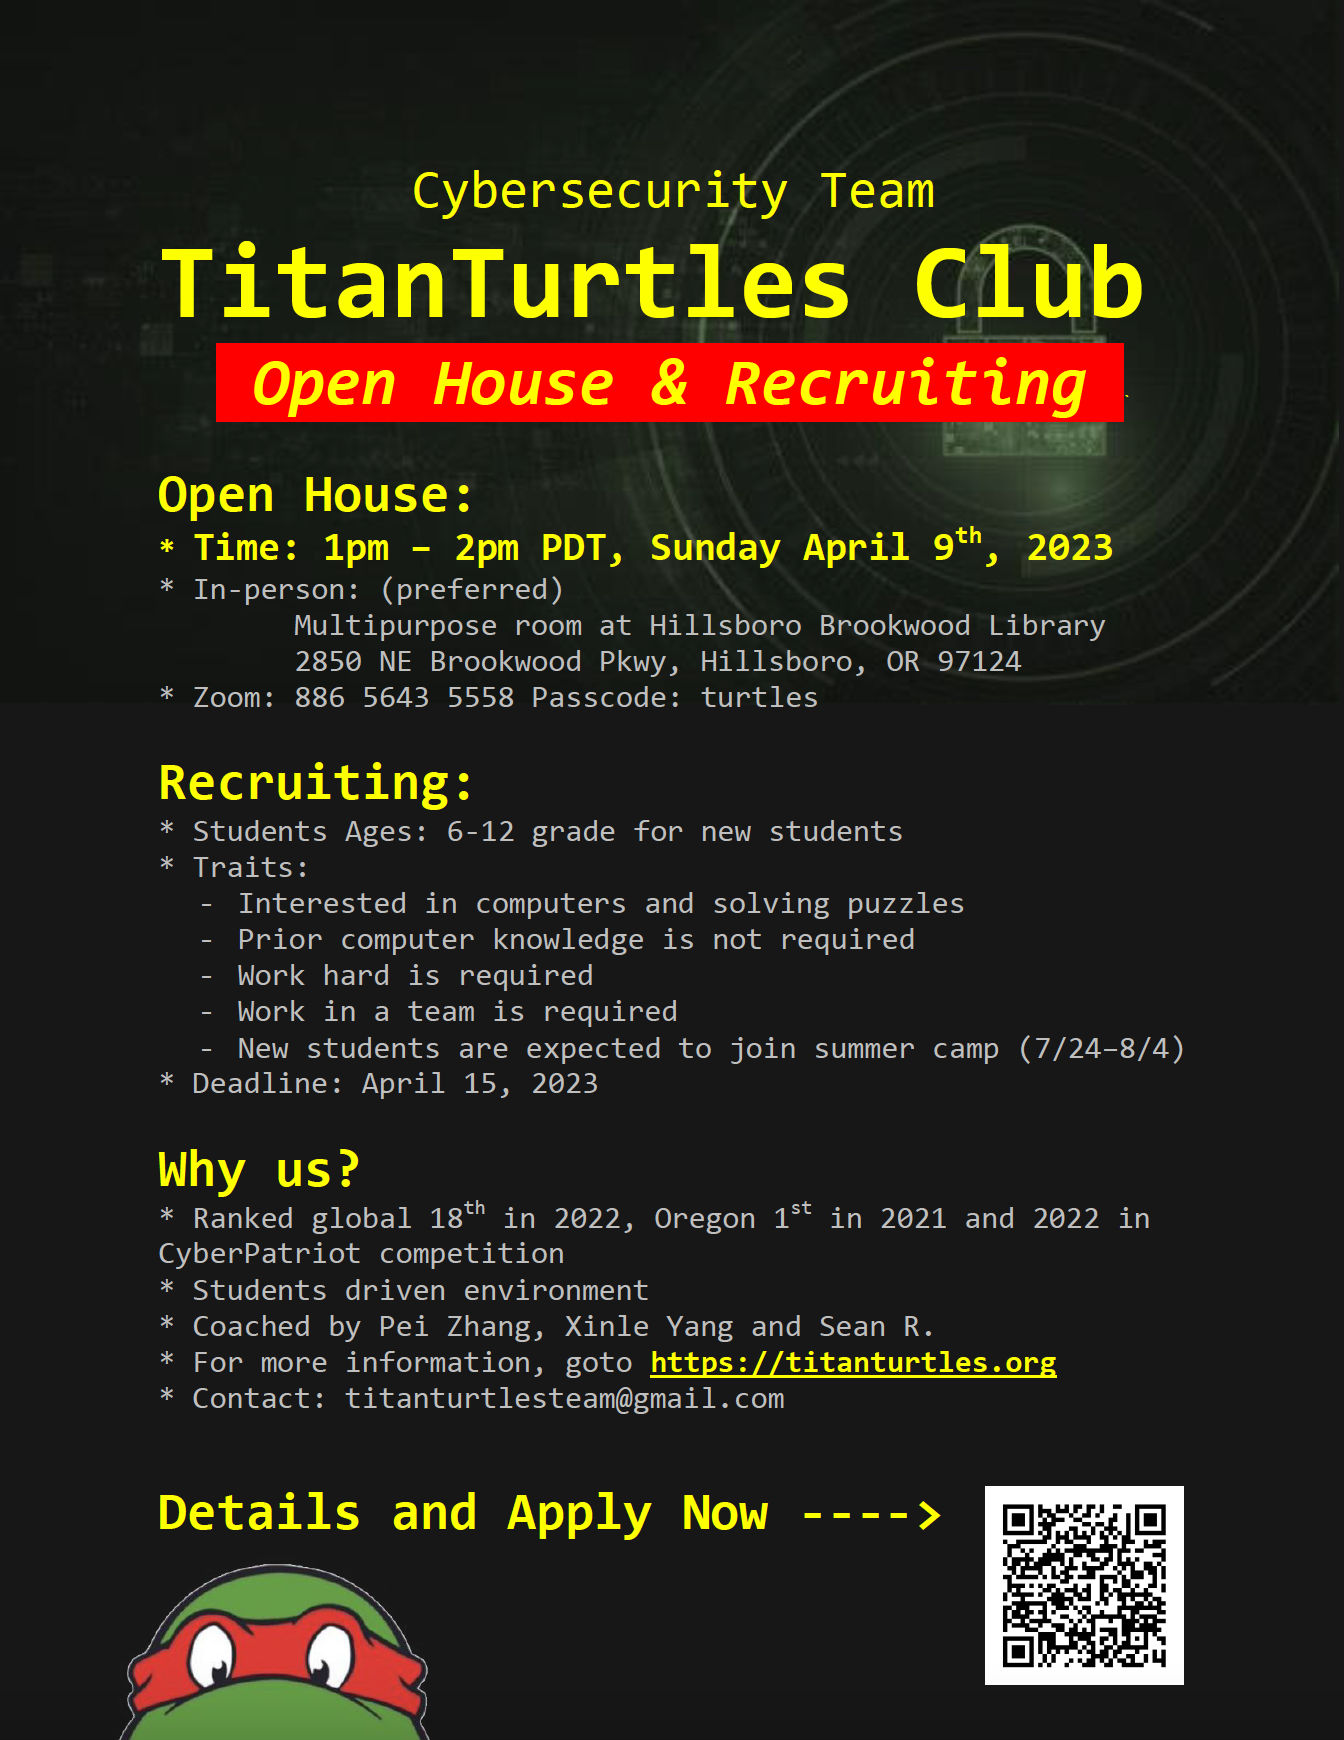 Cybersecurity Team
TitanTurtles Club
Open House & Recruiting
Open House:
* Time: 1pm – 2pm PDT, Sunday April 9th, 2023
* In-person: (preferred)
Multipurpose room at Hillsboro Brookwood Library
2850 NE Brookwood Pkwy, Hillsboro, OR 97124
* Zoom: 886 5643 5558 Passcode: turtles
Recruiting:
* Students Ages: 6-12 grade for new students
* Traits:
- Interested in computers and solving puzzles
- Prior computer knowledge is not required
- Work hard is required
- Work in a team is required
- New students are expected to join summer camp (7/24–8/4)
* Deadline: April 15, 2023
Why us?
* Ranked global 18th in 2022, Oregon 1st in 2021 and 2022 in
CyberPatriot competition
* Students driven environment
* Coached by Pei Zhang, Xinle Yang and Sean R.
* For more information, goto https://titanturtles.org
* Contact: titanturtlesteam@gmail.com
Details and Apply Now ---->